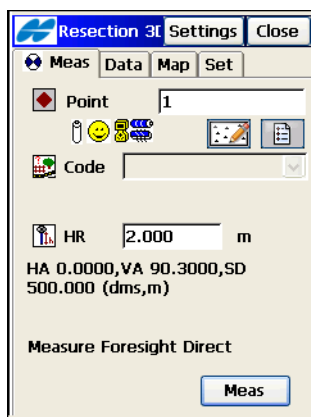 Resection 3D Settings Close
Meas Data Map Set
Point 1
Code
HR 2.000 m
HA 0.0000,VA 90.3000,SD
500.000 (dms,m)
Measure Foresight Direct
Meas